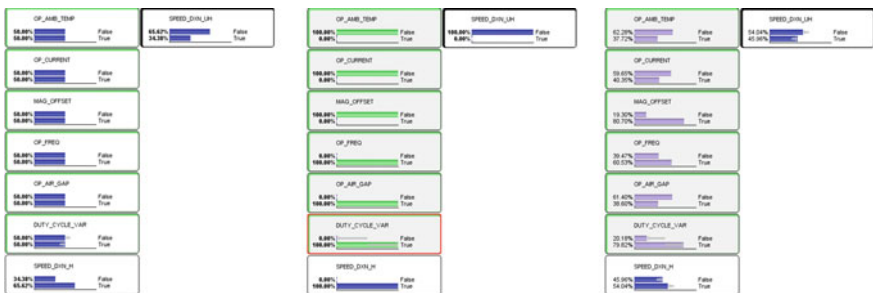 OP_AMB_TEMP
50.00% False
50.00% True
SPEED_DXN_UH
65.62% False
34.38% True
OP_CURRENT
50.00% False
50.00% True
MAG_OFFSET
50.00% False
50.00% True
OP_FREQ
50.00% False
50.00% True
OP_AIR_GAP
50.00% False
50.00% True
DUTY_CYCLE_VAR
50.00% False
50.00% True
SPEED_DXN_H
34.38% False
65.62% True
OP_AMB_TEMP
100.00% False
0.00% True
SPEED_DXN_UH
100.00% False
0.00% True
OP_CURRENT
100.00% False
0.00% True
MAG_OFFSET
100.00% False
0.00% True
OP_FREQ
0.00% False
100.00% True
OP_AIR_GAP
0.00% False
100.00% True
DUTY_CYCLE_VAR
0.00% False
100.00% True
SPEED_DXN_H
0.00% False
100.00% True
OP_AMB_TEMP
62.28% False
37.72% True
SPEED_DXN_UH
54.04% False
45.96% True
OP_CURRENT
59.65% False
40.35% True
MAG_OFFSET
19.30% False
80.70% True
OP_FREQ
39.47% False
60.53% True
OP_AIR_GAP
61.40% False
38.60% True
DUTY_CYCLE_VAR
20.18% False
79.82% True
SPEED_DXN_H
45.96% False
54.04% True